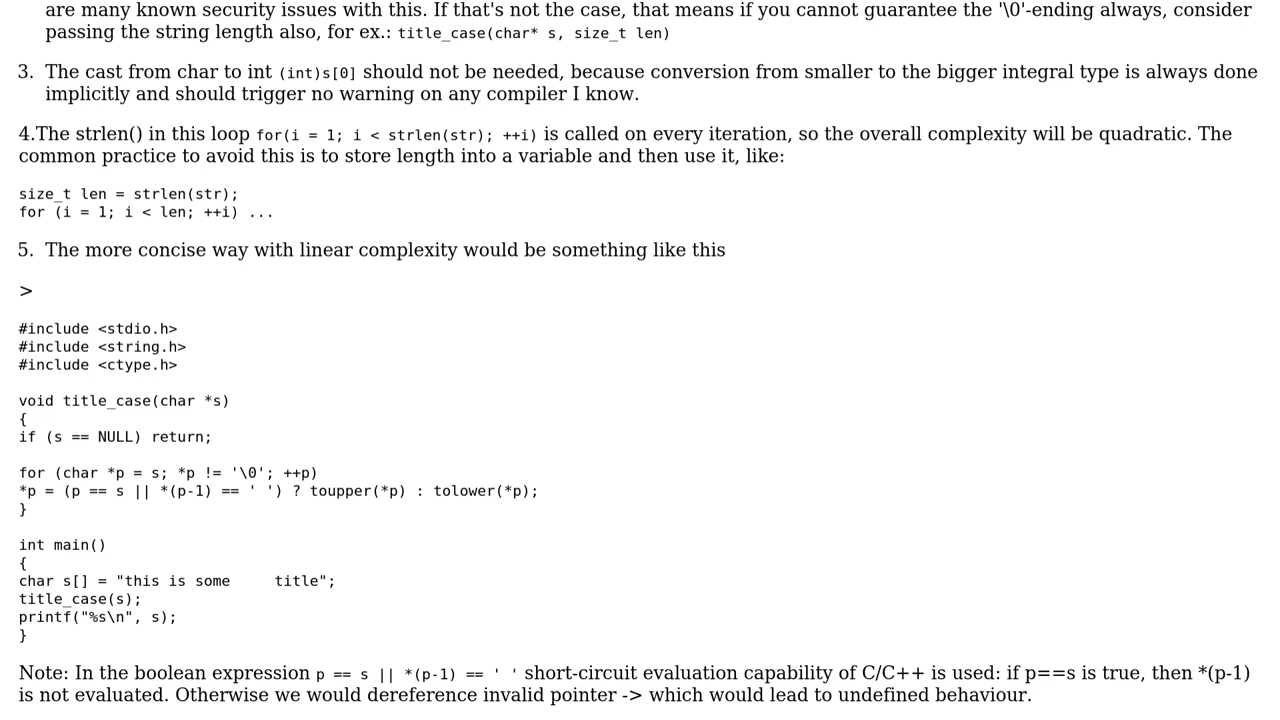 are many known security issues with this. If that's not the case, that means if you cannot guarantee the '\0'-ending always, consider
passing the string length also, for ex.: title_case(char* s, size_t len)
3. The cast from char to int (int)s[0] should not be needed, because conversion from smaller to the bigger integral type is always done
implicitly and should trigger no warning on any compiler I know.
4.The strlen() in this loop for(i = 1; i < strlen(str); ++i) is called on every iteration, so the overall complexity will be quadratic. The
common practice to avoid this is to store length into a variable and then use it, like:
size_t len = strlen(str);
for (i = 1; i < len; ++i) ...
5. The more concise way with linear complexity would be something like this
>
#include <stdio.h>
#include <string.h>
#include <ctype.h>
void title_case(char *s)
{
if (s == NULL) return;
for (char *p = s; *p != '\0'; ++p)
*p = (p == s || *(p-1) == ' ') ? toupper(*p) : tolower(*p);
}
int main()
{
char s[] = "this is some     title";
title_case(s);
printf("%s\n", s);
}
Note: In the boolean expression p == s || *(p-1) == ' ' short-circuit evaluation capability of C/C++ is used: if p==s is true, then *(p-1)
is not evaluated. Otherwise we would dereference invalid pointer -> which would lead to undefined behaviour.